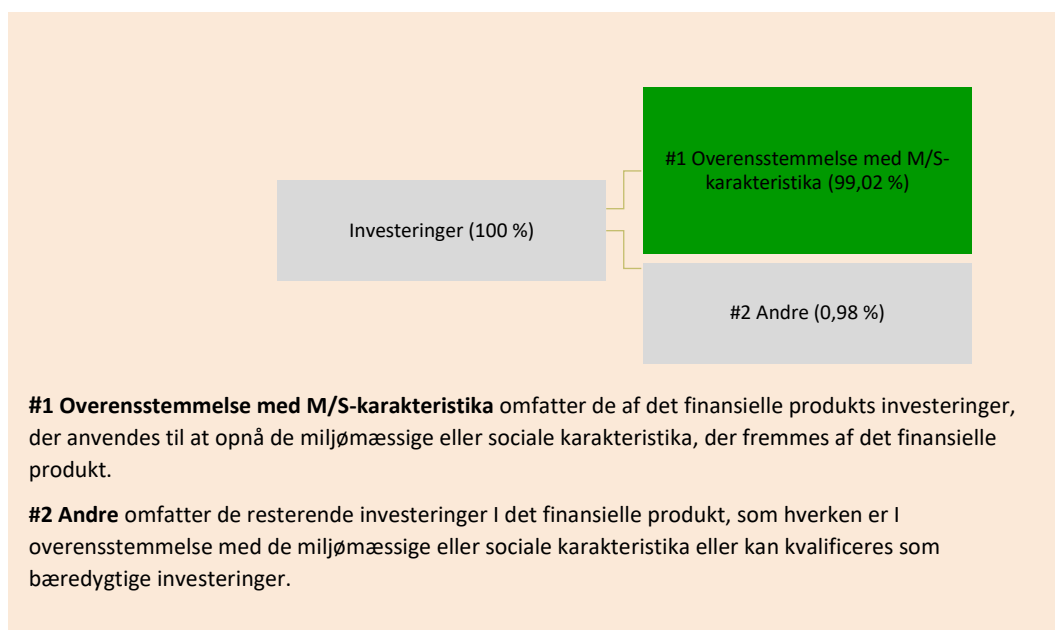 #1 Overensstemmelse med M/S-
karakteristika (99,02 %)
Investeringer (100 %)
#2 Andre (0,98 %)
#1 Overensstemmelse med M/S-karakteristika omfatter de af det finansielle produkts investeringer,
der anvendes til at opnå de miljømæssige eller sociale karakteristika, der fremmes af det finansielle
produkt.
#2 Andre omfatter de resterende investeringer I det finansielle produkt, som hverken er I
overensstemmelse med de miljømæssige eller sociale karakteristika eller kan kvalificeres som
bæredygtige investeringer.